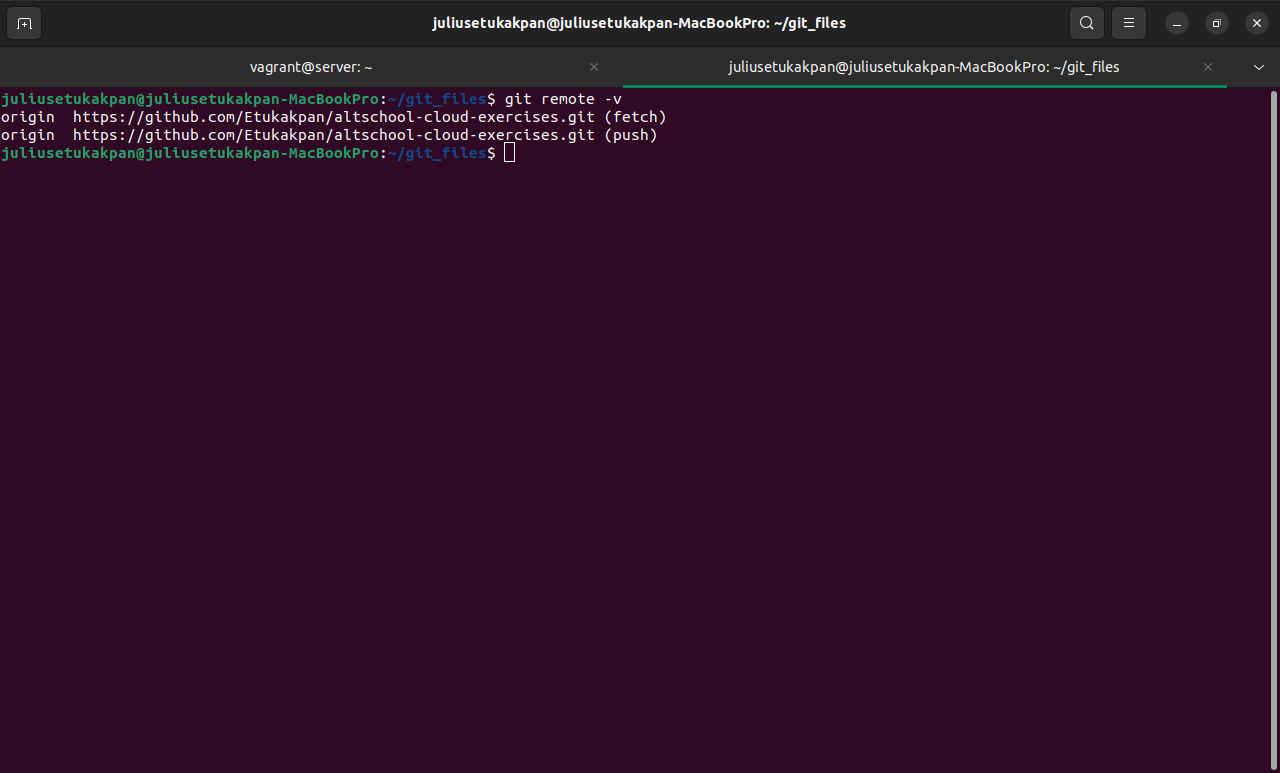 juliusetukakpan@juliusetukakpan-MacBookPro: ~/git_files
vagrant@server: ~
juliusetukakpan@juliusetukakpan-MacBookPro: ~/git_files
juliusetukakpan@juliusetukakpan-MacBookPro:~/git_files$ git remote -v
origin  https://github.com/Etukakpan/altschool-cloud-exercises.git (fetch)
origin  https://github.com/Etukakpan/altschool-cloud-exercises.git (push)
juliusetukakpan@juliusetukakpan-MacBookPro:~/git_files$